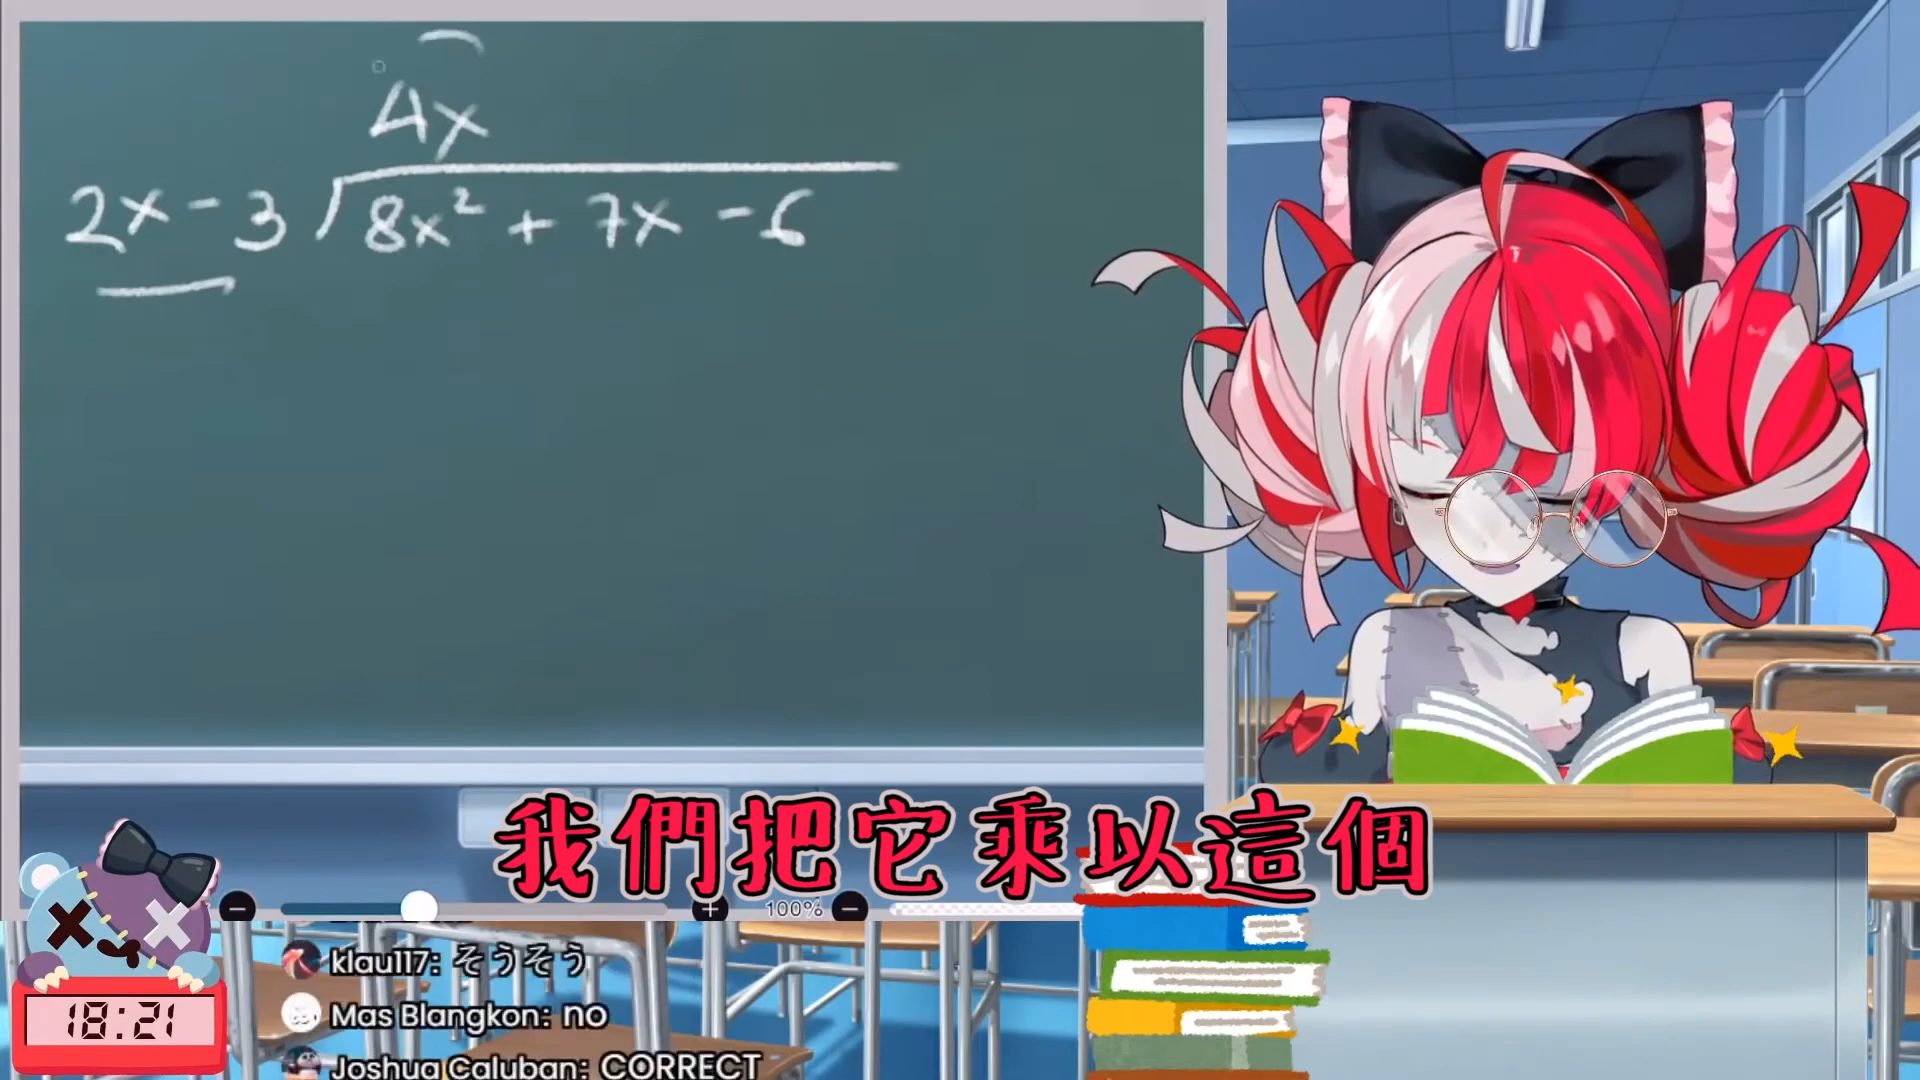 4x
2x - 3 √8x² + 7x - 6
我們把它乘以這個
100%
klau117: そうそう
Mas Blangkon: no
Joshua Caluban: CORRECT
18:21